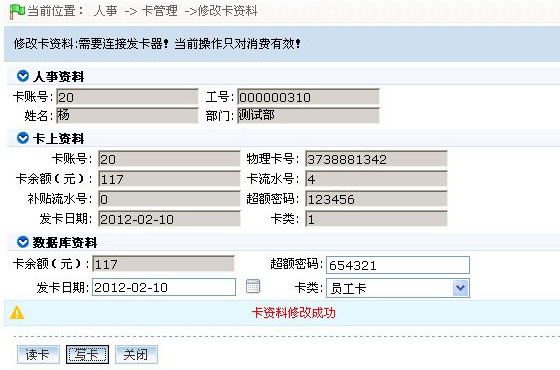 当前位置： 人事 -> 卡管理 ->修改卡资料
修改卡资料:需要连接发卡器！当前操作只对消费有效！
人事资料
卡账号: 20 工号: 000000310
姓名: 杨 部门: 测试部
卡上资料
卡账号: 20 物理卡号: 3738881342
卡余额（元）: 117 卡流水号: 4
补贴流水号: 0 超额密码: 123456
发卡日期: 2012-02-10 卡类: 1
数据库资料
卡余额（元）: 117 超额密码: 654321
发卡日期: 2012-02-10 卡类: 员工卡
卡资料修改成功
读卡 写卡 关闭